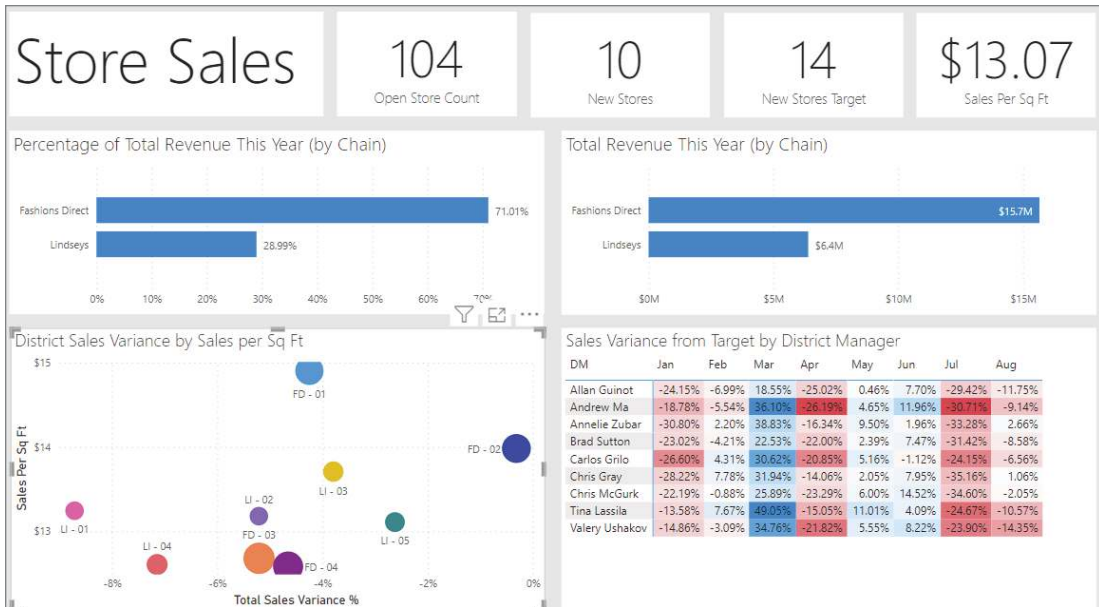 Store Sales
104
Open Store Count
10
New Stores
14
New Stores Target
$13.07
Sales Per Sq Ft
Percentage of Total Revenue This Year (by Chain)
Fashions Direct
71.01%
Lindseys
28.99%
0% 10% 20% 30% 40% 50% 60% 70%
Total Revenue This Year (by Chain)
Fashions Direct
$15.7M
Lindseys
$6.4M
$0M $5M $10M $15M
District Sales Variance by Sales per Sq Ft
Sales Per Sq Ft
$15
$14
$13
FD - 01
FD - 02
LI - 03
LI - 02
LI - 01
FD - 03
LI - 05
LI - 04
FD - 04
-8% -6% -4% -2% 0%
Total Sales Variance %
Sales Variance from Target by District Manager
DM Jan Feb Mar Apr May Jun Jul Aug
Allan Guinot -24.15% -6.99% 18.55% -25.02% 0.46% 7.70% -29.42% -11.75%
Andrew Ma -18.78% -5.54% 36.10% -26.19% 4.65% 11.96% -30.71% -9.14%
Annelie Zubar -30.80% 2.20% 38.83% -16.34% 9.50% 1.96% -33.28% 2.66%
Brad Sutton -23.02% -4.21% 22.53% -22.00% 2.39% 7.47% -31.42% -8.58%
Carlos Grilo -26.60% 4.31% 30.62% -20.85% 5.16% -1.12% -24.15% -6.56%
Chris Gray -28.22% 7.78% 31.94% -14.06% 2.05% 7.95% -35.16% 1.06%
Chris McGurk -22.19% -0.88% 25.89% -23.29% 6.00% 14.52% -34.60% -2.05%
Tina Lassila -13.58% 7.67% 49.05% -15.05% 11.01% 4.09% -24.67% -10.57%
Valery Ushakov -14.86% -3.09% 34.76% -21.82% 5.55% 8.22% -23.90% -14.35%